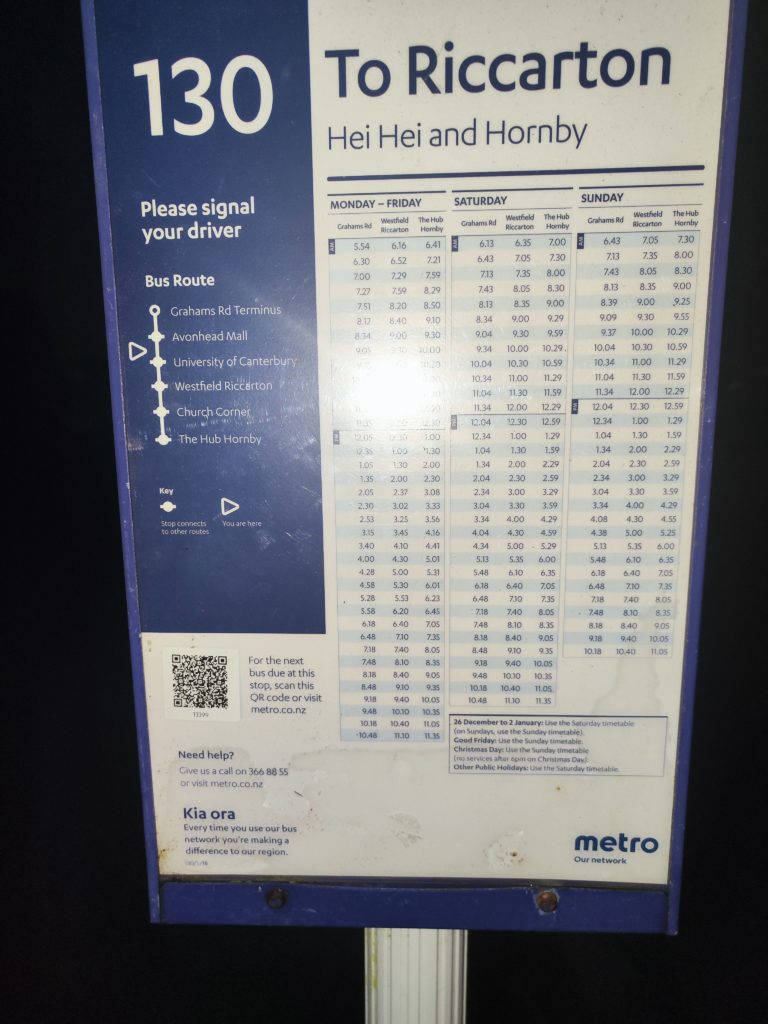 130
To Riccarton
Hei Hei and Hornby
Please signal
your driver
Bus Route
Grahams Rd Terminus
Avonhead Mall
University of Canterbury
Westfield Riccarton
Church Corner
The Hub Hornby
Key
Stop connects
to other routes
You are here
MONDAY – FRIDAY
Grahams Rd Westfield Riccarton The Hub Hornby
AM
5.54 6.16 6.41
6.30 6.52 7.21
7.00 7.29 7.59
7.27 7.59 8.29
7.51 8.20 8.50
8.12 8.40 9.10
8.34 9.00 9.30
9.05 9.30 10.00
12.05 12.30 1.00
12.35 1.00 1.30
1.05 1.30 2.00
1.35 2.00 2.30
2.05 2.37 3.08
2.30 3.02 3.33
2.53 3.25 3.56
3.15 3.45 4.16
3.40 4.10 4.41
4.00 4.30 5.01
4.28 5.00 5.31
4.58 5.30 6.01
5.28 5.53 6.23
5.58 6.20 6.45
6.18 6.40 7.05
6.48 7.10 7.35
7.18 7.40 8.05
7.48 8.10 8.35
8.18 8.40 9.05
8.48 9.10 9.35
9.18 9.40 10.05
9.48 10.10 10.35
10.18 10.40 11.05
10.48 11.10 11.35
SATURDAY
Grahams Rd Westfield Riccarton The Hub Hornby
AM
6.13 6.35 7.00
6.43 7.05 7.30
7.13 7.35 8.00
7.43 8.05 8.30
8.13 8.35 9.00
8.34 9.00 9.29
9.04 9.30 9.59
9.34 10.00 10.29
10.04 10.30 10.59
10.34 11.00 11.29
11.04 11.30 11.59
11.34 12.00 12.29
PM
12.04 12.30 12.59
12.34 1.00 1.29
1.04 1.30 1.59
1.34 2.00 2.29
2.04 2.30 2.59
2.34 3.00 3.29
3.04 3.30 3.59
3.34 4.00 4.29
4.04 4.30 4.59
4.34 5.00 5.29
5.13 5.35 6.00
5.48 6.10 6.35
6.18 6.40 7.05
6.48 7.10 7.35
7.18 7.40 8.05
7.48 8.10 8.35
8.18 8.40 9.05
8.48 9.10 9.35
9.18 9.40 10.05
9.48 10.10 10.35
10.18 10.40 11.05
10.48 11.10 11.35
SUNDAY
Grahams Rd Westfield Riccarton The Hub Hornby
AM
6.43 7.05 7.30
7.13 7.35 8.00
7.43 8.05 8.30
8.13 8.35 9.00
8.39 9.00 9.25
9.09 9.30 9.55
9.37 10.00 10.29
10.04 10.30 10.59
10.34 11.00 11.29
11.04 11.30 11.59
11.34 12.00 12.29
PM
12.04 12.30 12.59
12.34 1.00 1.29
1.04 1.30 1.59
1.34 2.00 2.29
2.04 2.30 2.59
2.34 3.00 3.29
3.04 3.30 3.59
3.34 4.00 4.29
4.08 4.30 4.55
4.38 5.00 5.25
5.13 5.35 6.00
5.48 6.10 6.35
6.18 6.40 7.05
6.48 7.10 7.35
7.18 7.40 8.05
7.48 8.10 8.35
8.18 8.40 9.05
9.18 9.40 10.05
10.18 10.40 11.05
For the next
bus due at this
stop, scan this
QR code or visit
metro.co.nz
13399
26 December to 2 January: Use the Saturday timetable
(on Sundays, use the Sunday timetable).
Good Friday: Use the Sunday timetable.
Christmas Day: Use the Sunday timetable
(no services after 6pm on Christmas Day).
Other Public Holidays: Use the Saturday timetable.
Need help?
Give us a call on 366 88 55
or visit metro.co.nz
Kia ora
Every time you use our bus
network you're making a
difference to our region.
metro
Our network